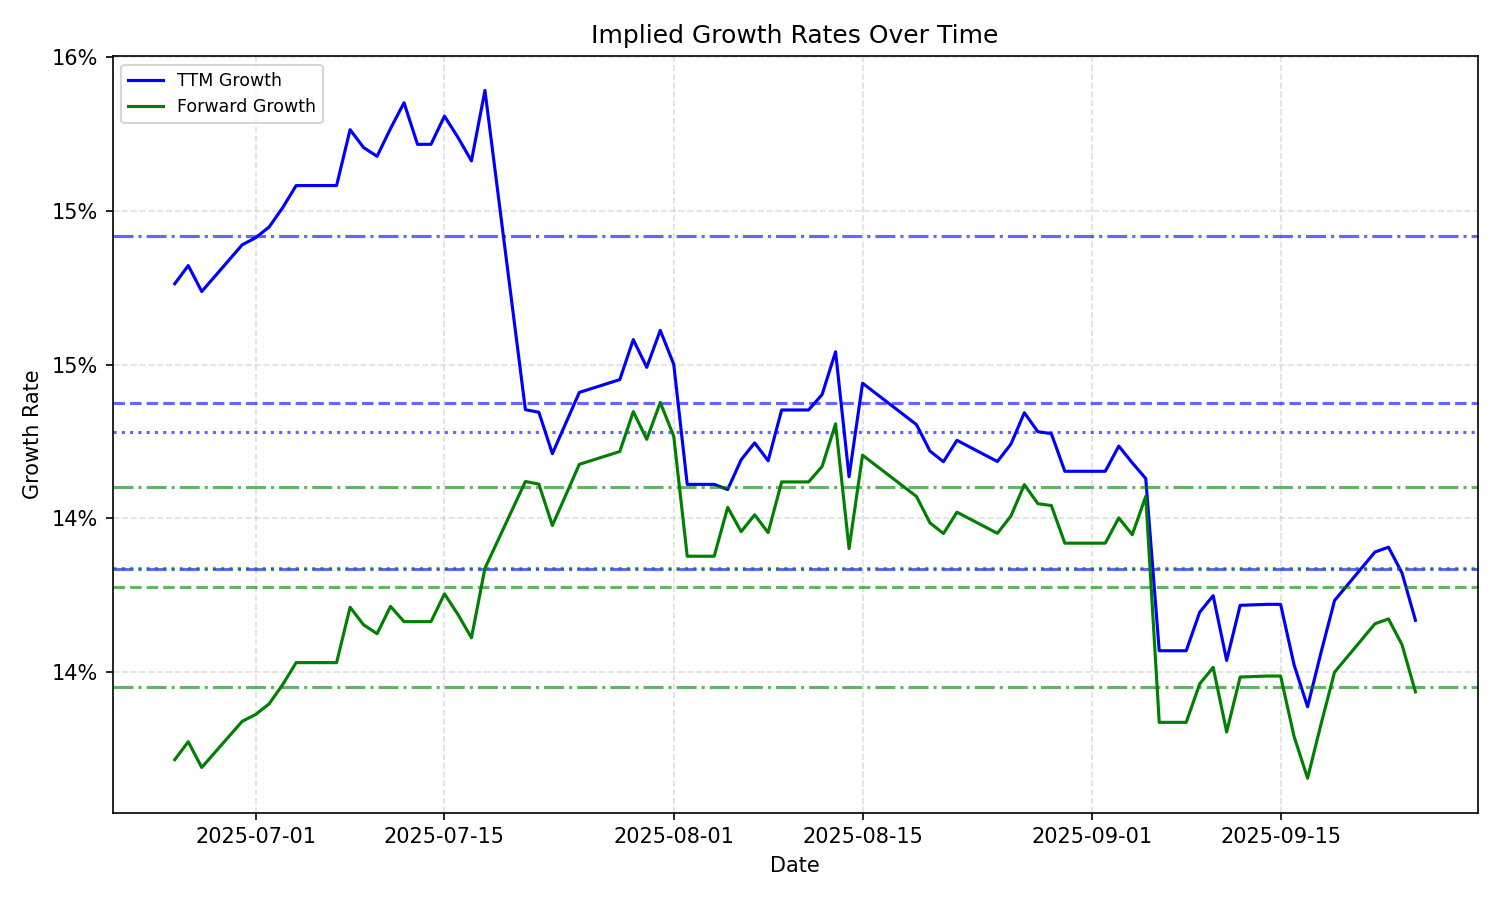 Implied Growth Rates Over Time
TTM Growth
Forward Growth
16%
15%
15%
14%
14%
Growth Rate
2025-07-01
2025-07-15
2025-08-01
2025-08-15
2025-09-01
2025-09-15
Date